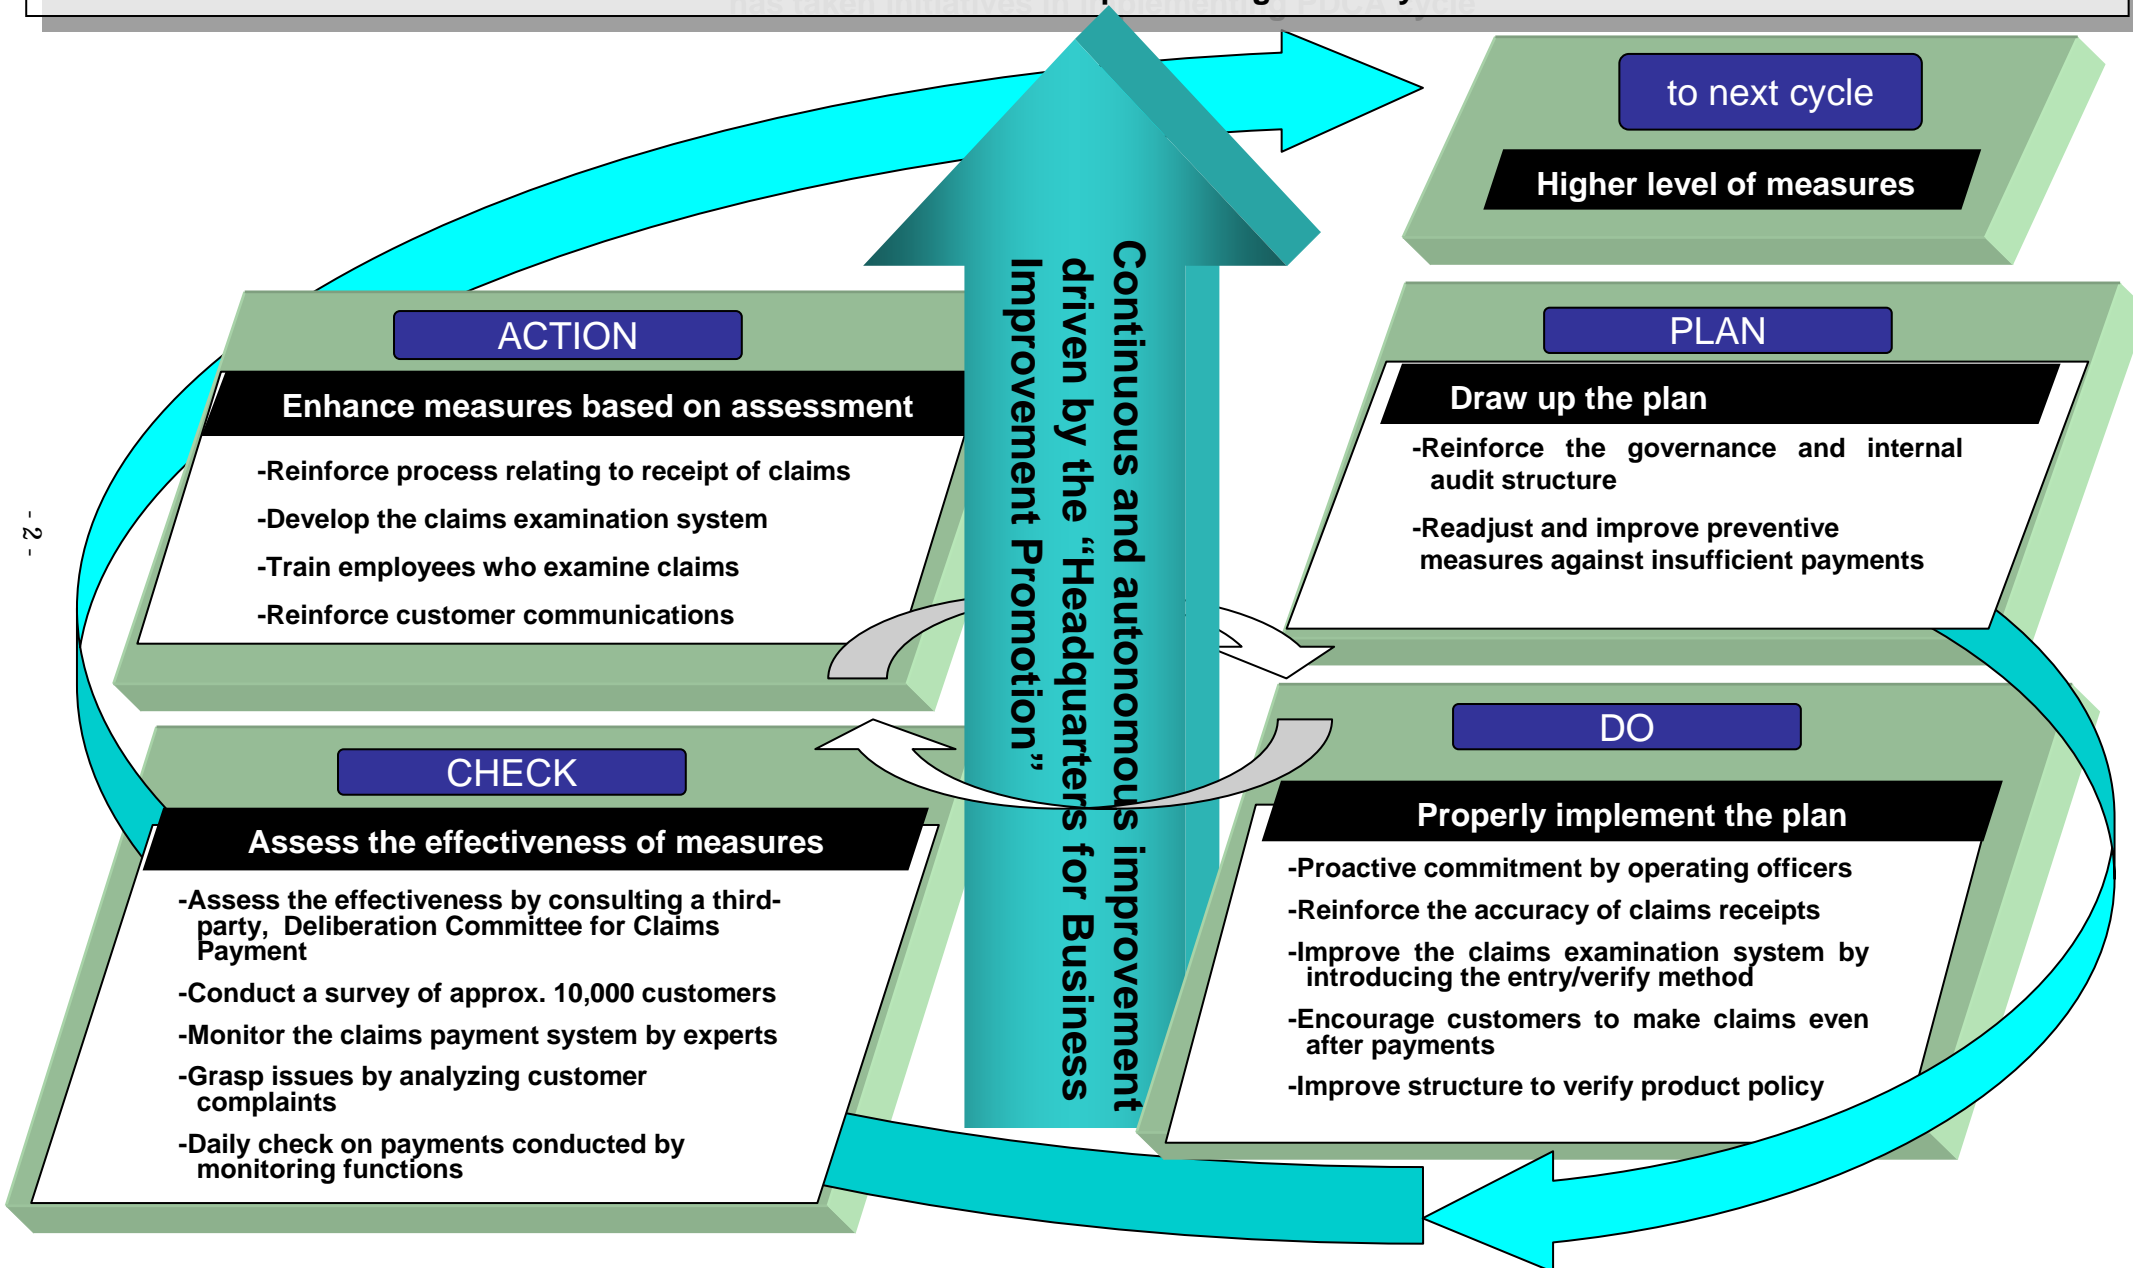 has taken initiatives in implementing PDCA cycle
to next cycle
Higher level of measures
ACTION
Enhance measures based on assessment
-Reinforce process relating to receipt of claims
-Develop the claims examination system
-Train employees who examine claims
-Reinforce customer communications
Continuous and autonomous improvement
driven by the “Headquarters for Business
Improvement Promotion”
PLAN
Draw up the plan
-Reinforce the governance and internal
audit structure
-Readjust and improve preventive
measures against insufficient payments
CHECK
Assess the effectiveness of measures
-Assess the effectiveness by consulting a third-
party, Deliberation Committee for Claims
Payment
-Conduct a survey of approx. 10,000 customers
-Monitor the claims payment system by experts
-Grasp issues by analyzing customer
complaints
-Daily check on payments conducted by
monitoring functions
DO
Properly implement the plan
-Proactive commitment by operating officers
-Reinforce the accuracy of claims receipts
-Improve the claims examination system by
introducing the entry/verify method
-Encourage customers to make claims even
after payments
-Improve structure to verify product policy
- 2 -